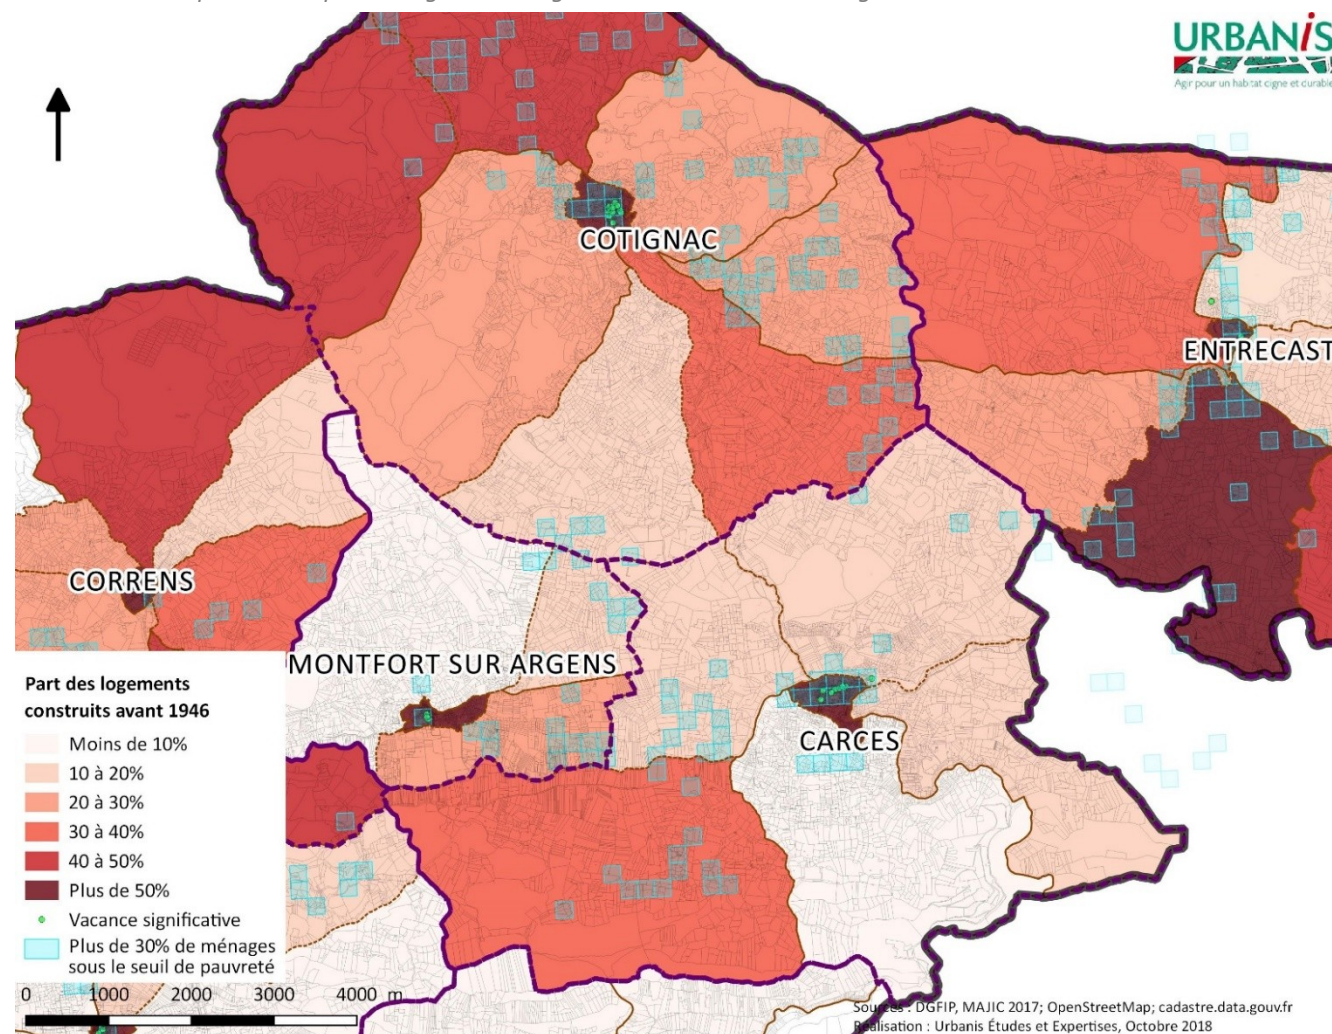 URBANiS
Agir pour un habitat digne et durable
COTIGNAC
ENTRECAST
CORRENS
MONTFORT SUR ARGENS
CARCES
Part des logements
construits avant 1946
Moins de 10%
10 à 20%
20 à 30%
30 à 40%
40 à 50%
Plus de 50%
Vacance significative
Plus de 30% de ménages
sous le seuil de pauvreté
0 1000 2000 3000 4000 m
Sources : DGFIP, MAJIC 2017; OpenStreetMap; cadastre.data.gouv.fr
Réalisation : Urbanis Études et Expertises, Octobre 2018